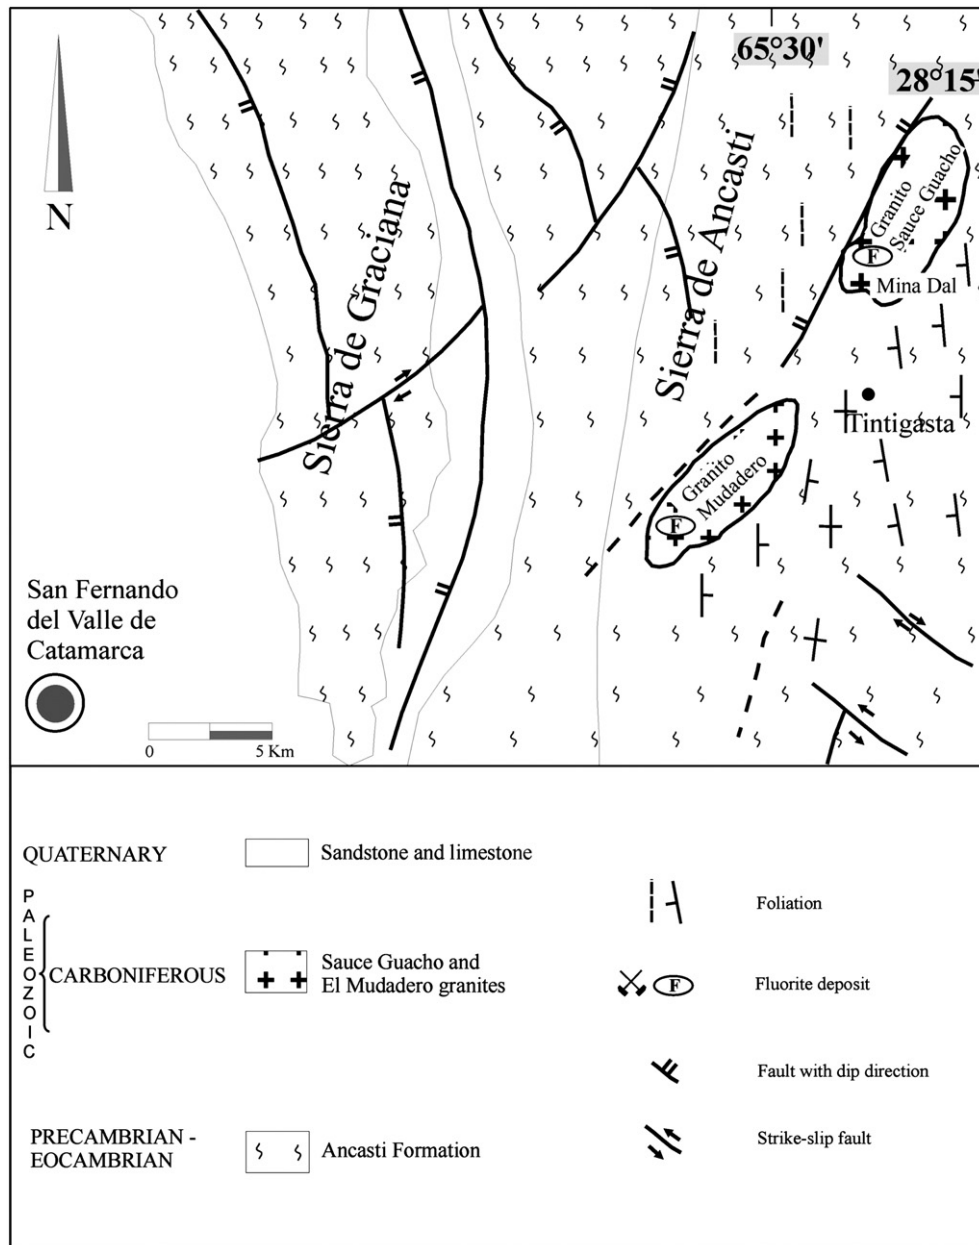 65°30'
28°15'
N
Sierra de Graciana
Sierra de Ancasti
Granito
Sauce Guacho
F
Mina Dal
Tintigasta
Granito
Mudadero
F
San Fernando
del Valle de
Catamarca
0 5 Km
QUATERNARY Sandstone and limestone
PALEOZOIC
CARBONIFEROUS Sauce Guacho and
El Mudadero granites
PRECAMBRIAN -
EOCAMBRIAN Ancasti Formation
Foliation
F Fluorite deposit
Fault with dip direction
Strike-slip fault